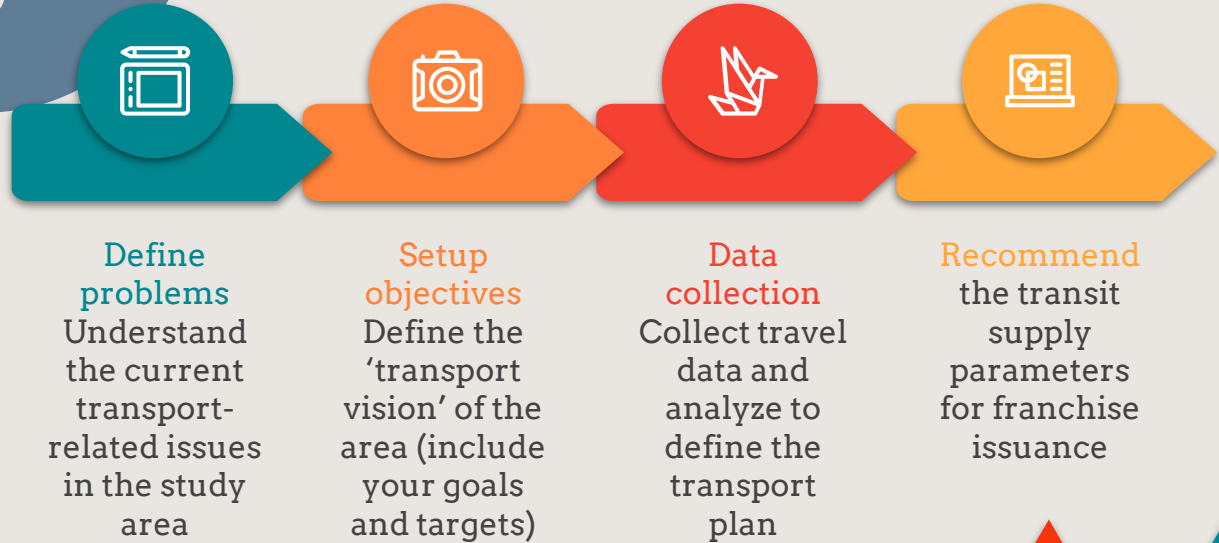 Define
problems
Understand
the current
transport-
related issues
in the study
area
Setup
objectives
Define the
‘transport
vision’ of the
area (include
your goals
and targets)
Data
collection
Collect travel
data and
analyze to
define the
transport
plan
Recommend
the transit
supply
parameters
for franchise
issuance